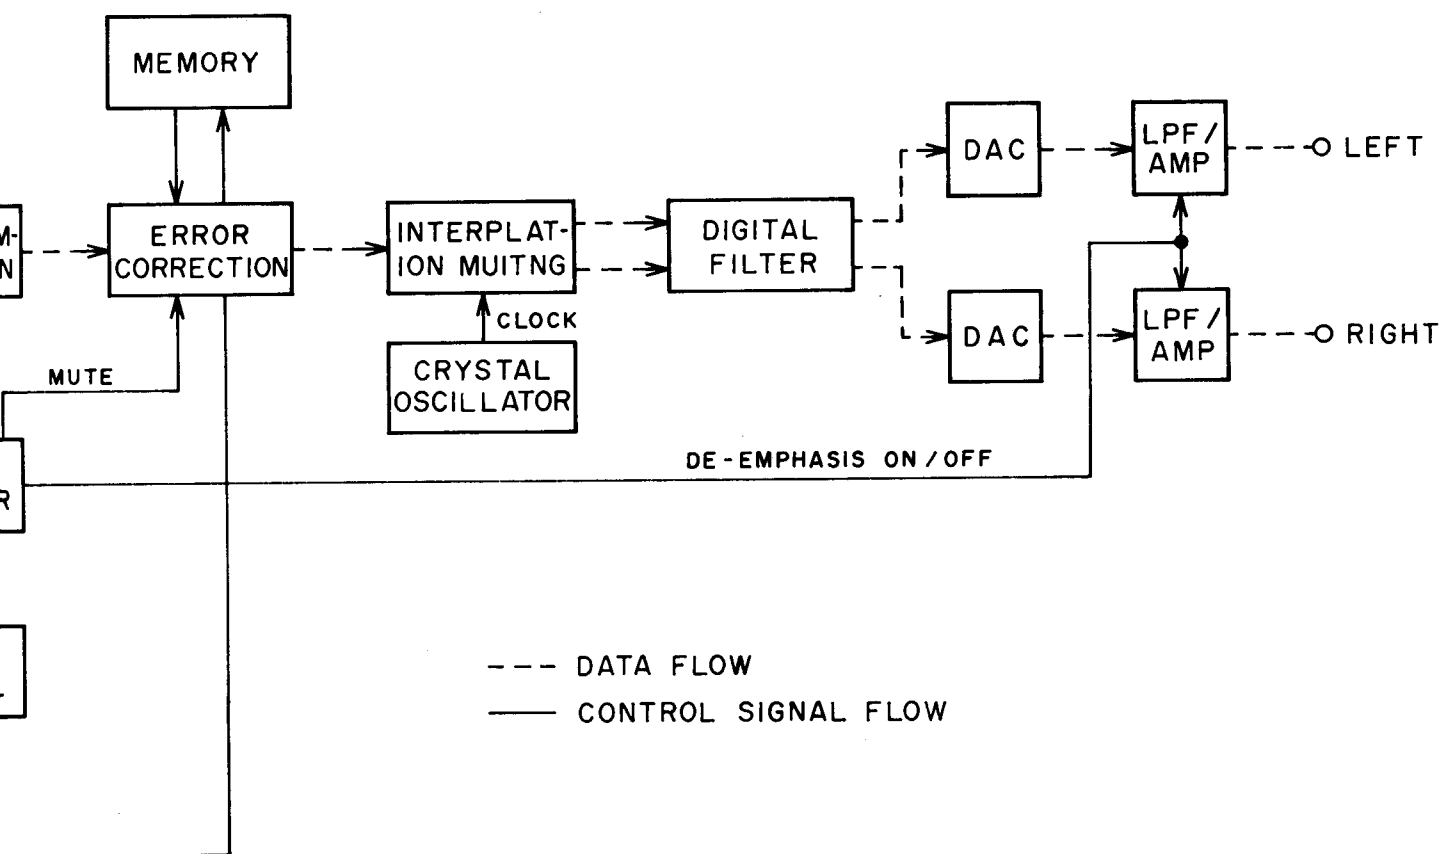 MEMORY
M-
N
ERROR
CORRECTION
INTERPLAT-
ION MUITNG
DIGITAL
FILTER
DAC
LPF/
AMP
LEFT
DAC
LPF/
AMP
RIGHT
CLOCK
CRYSTAL
OSCILLATOR
MUTE
R
DE-EMPHASIS ON/OFF
--- DATA FLOW
— CONTROL SIGNAL FLOW